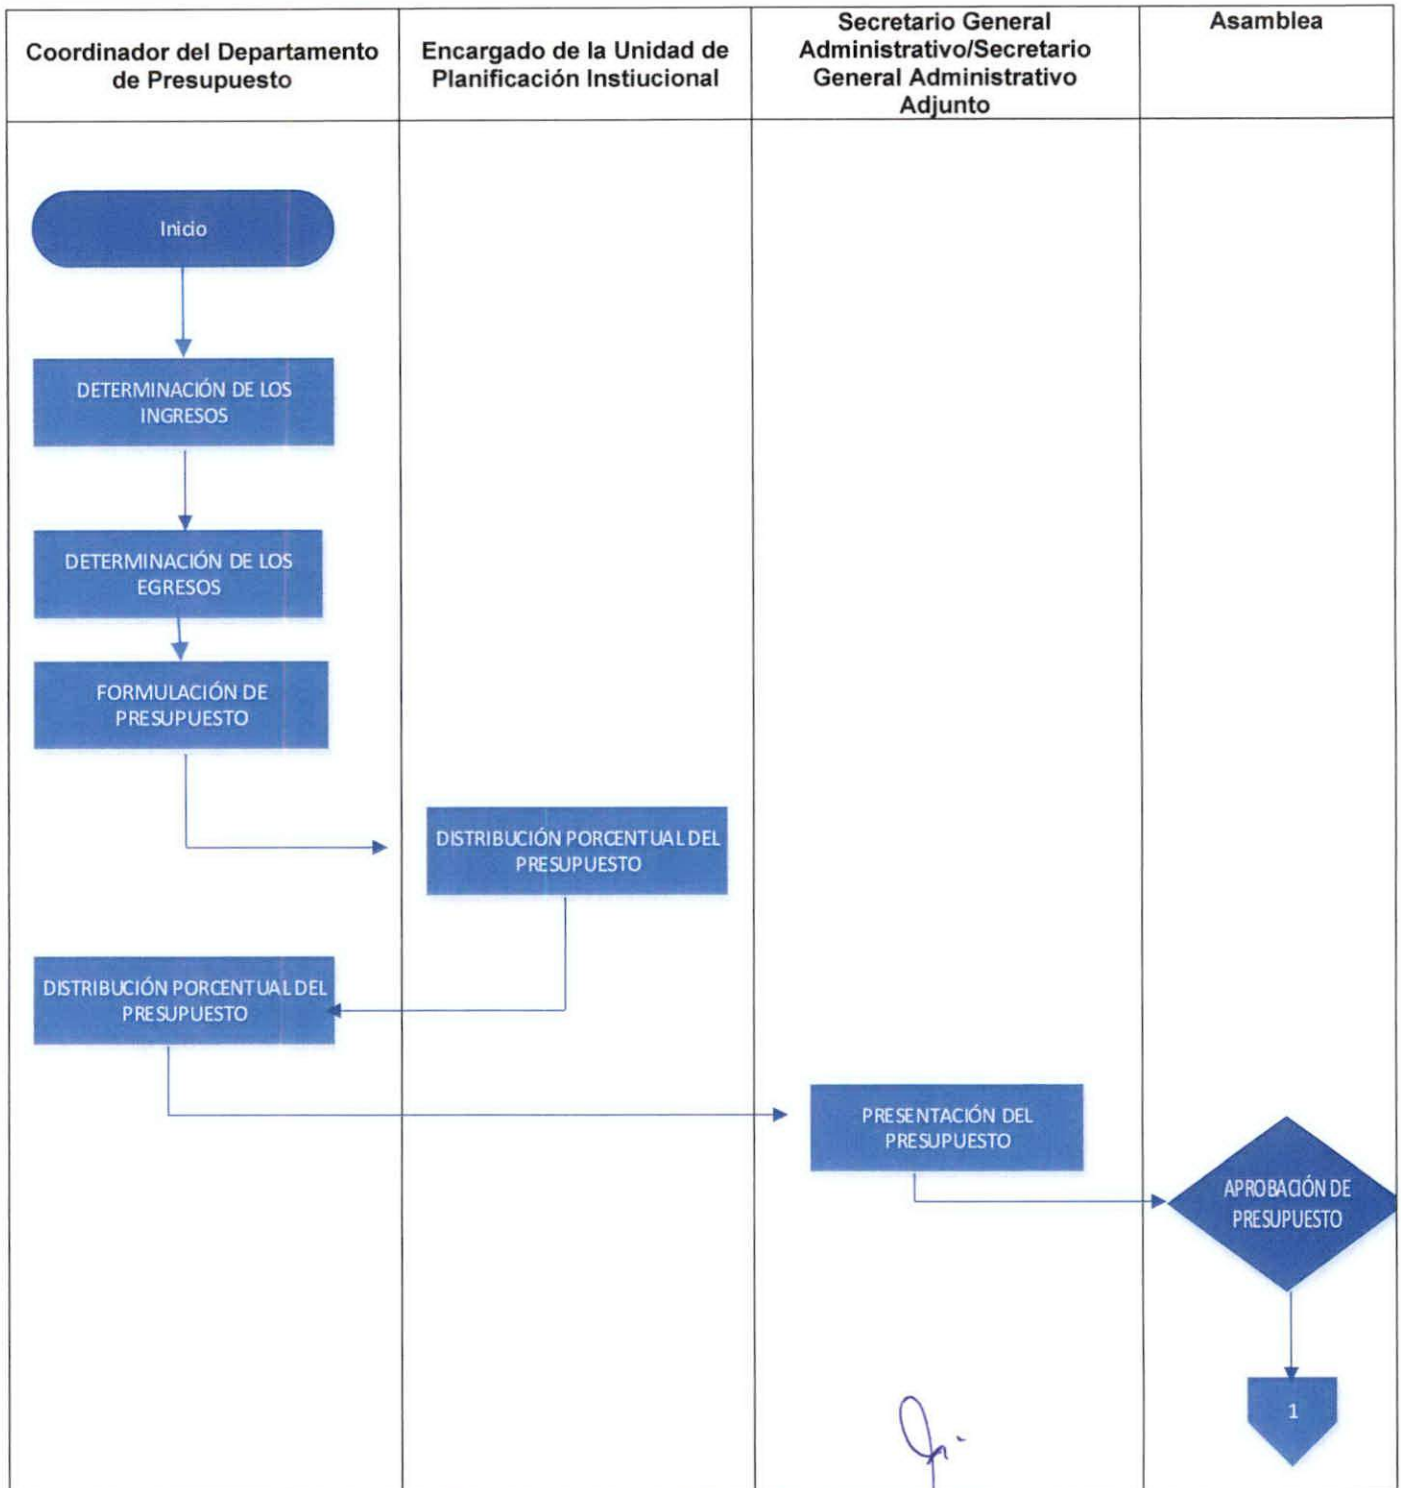 Coordinador del Departamento
de Presupuesto
Encargado de la Unidad de
Planificación Instiucional
Secretario General
Administrativo/Secretario
General Administrativo
Adjunto
Asamblea
Inicio
DETERMINACIÓN DE LOS
INGRESOS
DETERMINACIÓN DE LOS
EGRESOS
FORMULACIÓN DE
PRESUPUESTO
DISTRIBUCIÓN PORCENTUAL DEL
PRESUPUESTO
DISTRIBUCIÓN PORCENTUAL DEL
PRESUPUESTO
PRESENTACIÓN DEL
PRESUPUESTO
APROBACIÓN DE
PRESUPUESTO
1